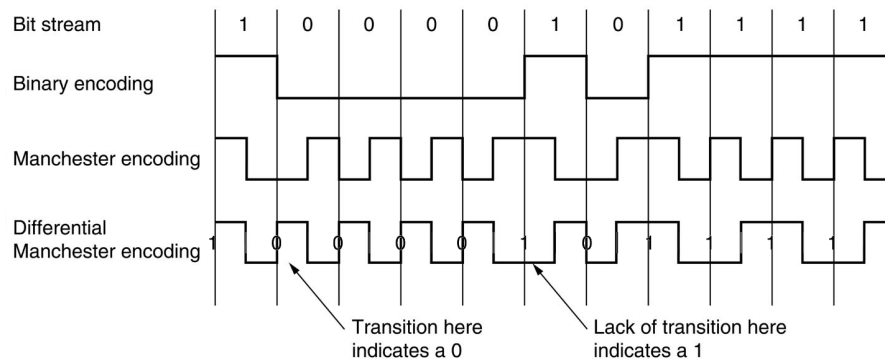 Bit stream 1 0 0 0 0 1 0 1 1 1 1
Binary encoding
Manchester encoding
Differential
Manchester encoding
1 0 0 0 0 1 0 1 1 1 1
Transition here
indicates a 0
Lack of transition here
indicates a 1